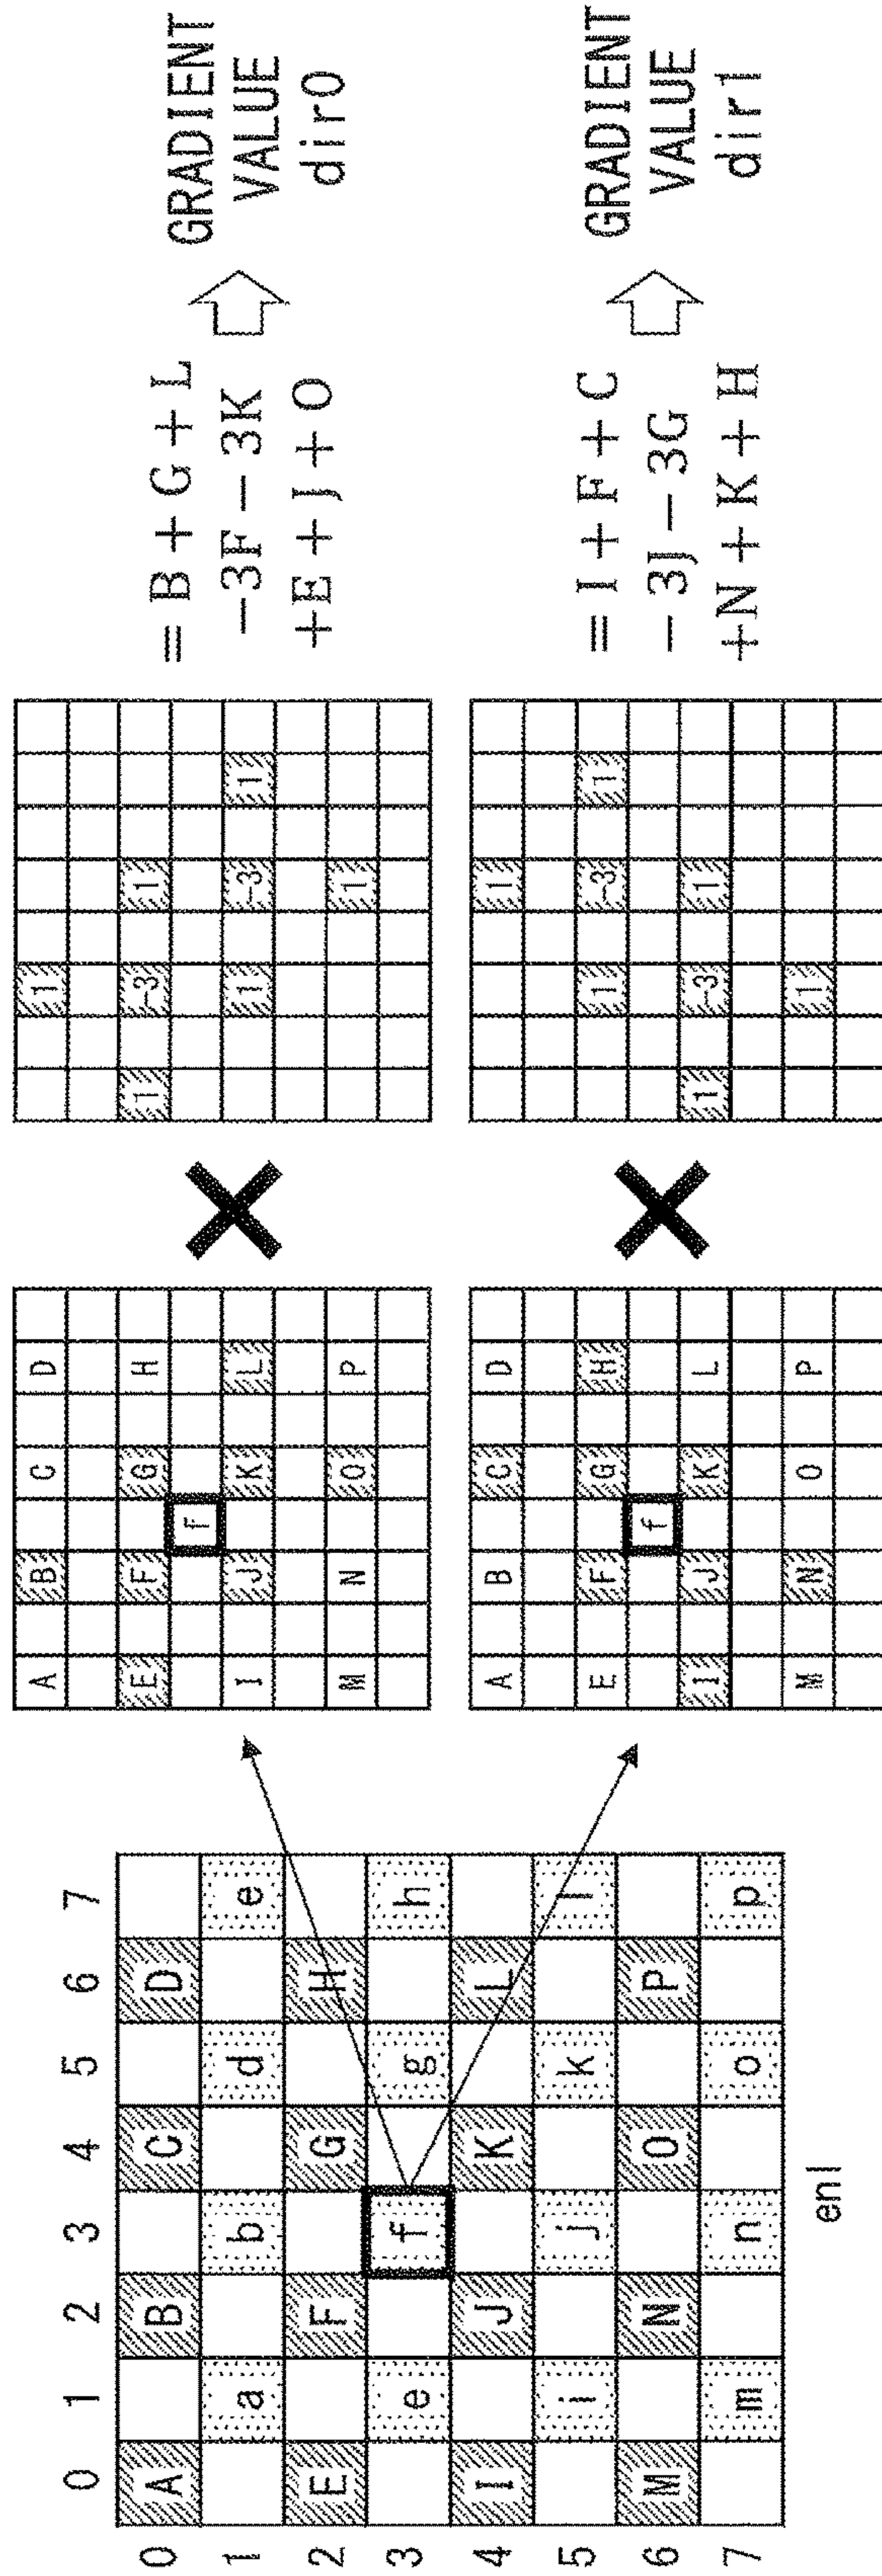 0 1 2 3 4 5 6 7
0 A B C D
1 a b d e
2 E F G H
3 e f g h
4 I J K L
5 i j k l
6 M N O P
7 m n o p
enl
A B C D
E F G H
f
I J K L
M N O P
1
1 -3 1
1 -3 1
1
= B + G + L
-3F - 3K
+E + J + O
GRADIENT
VALUE
dir0
A B C D
E F G H
f
I J K L
M N O P
1
1 -3 1
1 -3 1
1
= I + F + C
- 3J - 3G
+N + K + H
GRADIENT
VALUE
dir1